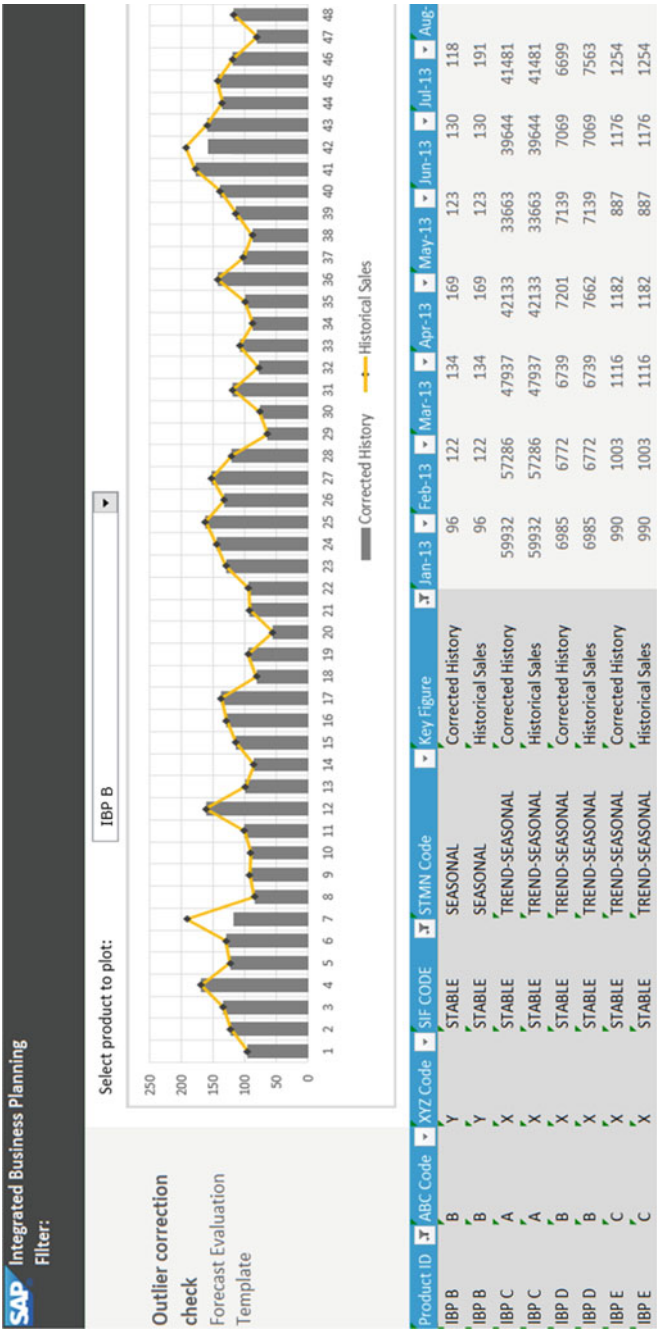 SAP Integrated Business Planning
Filter:
Outlier correction
check
Forecast Evaluation
Template
Select product to plot:
IBP B
250
200
150
100
50
0
1 2 3 4 5 6 7 8 9 10 11 12 13 14 15 16 17 18 19 20 21 22 23 24 25 26 27 28 29 30 31 32 33 34 35 36 37 38 39 40 41 42 43 44 45 46 47 48
Corrected History Historical Sales
Product ID ABC Code XYZ Code SIF CODE STMN Code Key Figure Jan-13 Feb-13 Mar-13 Apr-13 May-13 Jun-13 Jul-13 Aug-
IBP B B Y STABLE SEASONAL Corrected History 96 122 134 169 123 130 118
IBP B B Y STABLE SEASONAL Historical Sales 96 122 134 169 123 130 191
IBP C A X STABLE TREND-SEASONAL Corrected History 59932 57286 47937 42133 33663 39644 41481
IBP C A X STABLE TREND-SEASONAL Historical Sales 59932 57286 47937 42133 33663 39644 41481
IBP D B X STABLE TREND-SEASONAL Corrected History 6985 6772 6739 7201 7139 7069 6699
IBP D B X STABLE TREND-SEASONAL Historical Sales 6985 6772 6739 7662 7139 7069 7563
IBP E C X STABLE TREND-SEASONAL Corrected History 990 1003 1116 1182 887 1176 1254
IBP E C X STABLE TREND-SEASONAL Historical Sales 990 1003 1116 1182 887 1176 1254